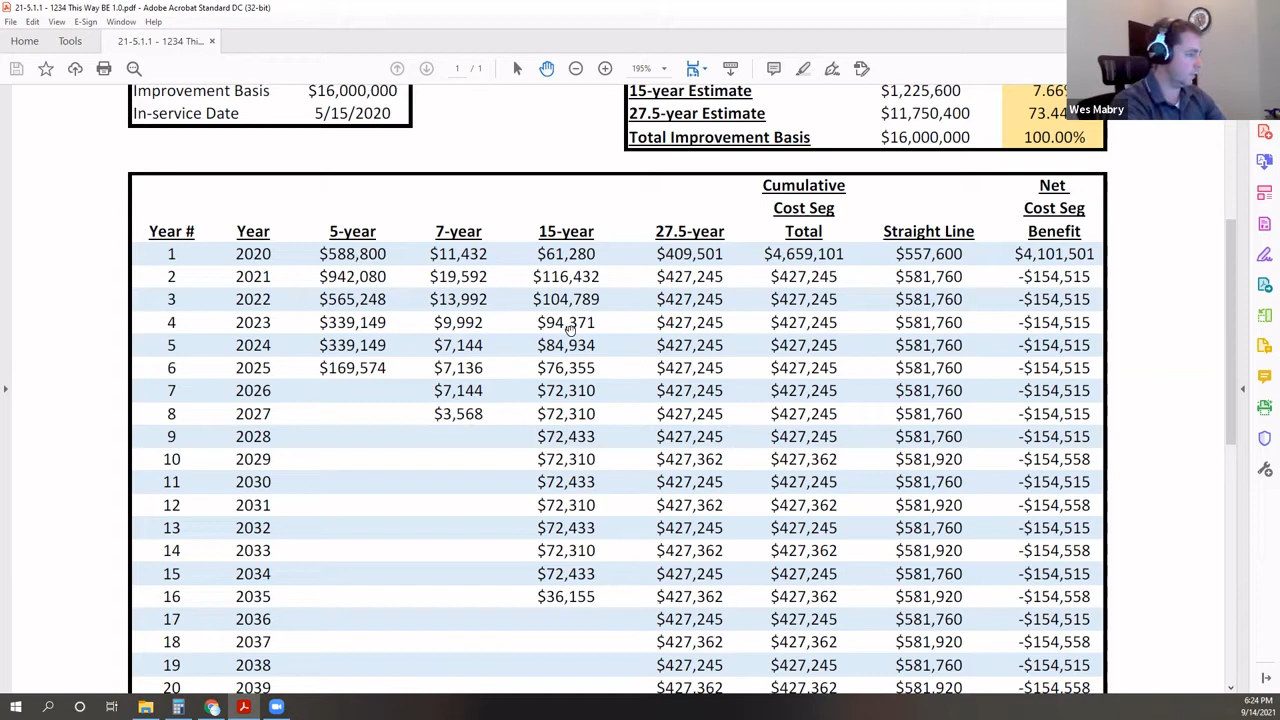 21-5.1.1 - 1234 This Way BE 1.0.pdf - Adobe Acrobat Standard DC (32-bit)
File Edit View E-Sign Window Help
Home Tools 21-5.1.1 - 1234 Thi... ×
1 / 1 195%
Wes Mabry
Improvement Basis $16,000,000
In-service Date 5/15/2020
15-year Estimate $1,225,600 7.66%
27.5-year Estimate $11,750,400 73.44
Total Improvement Basis $16,000,000 100.00%
Year # Year 5-year 7-year 15-year 27.5-year Cumulative Cost Seg Total Straight Line Net Cost Seg Benefit
1 2020 $588,800 $11,432 $61,280 $409,501 $4,659,101 $557,600 $4,101,501
2 2021 $942,080 $19,592 $116,432 $427,245 $427,245 $581,760 -$154,515
3 2022 $565,248 $13,992 $104,789 $427,245 $427,245 $581,760 -$154,515
4 2023 $339,149 $9,992 $94,371 $427,245 $427,245 $581,760 -$154,515
5 2024 $339,149 $7,144 $84,934 $427,245 $427,245 $581,760 -$154,515
6 2025 $169,574 $7,136 $76,355 $427,245 $427,245 $581,760 -$154,515
7 2026 $7,144 $72,310 $427,245 $427,245 $581,760 -$154,515
8 2027 $3,568 $72,310 $427,245 $427,245 $581,760 -$154,515
9 2028 $72,433 $427,245 $427,245 $581,760 -$154,515
10 2029 $72,310 $427,362 $427,362 $581,920 -$154,558
11 2030 $72,433 $427,245 $427,245 $581,760 -$154,515
12 2031 $72,310 $427,362 $427,362 $581,920 -$154,558
13 2032 $72,433 $427,245 $427,245 $581,760 -$154,515
14 2033 $72,310 $427,362 $427,362 $581,920 -$154,558
15 2034 $72,433 $427,245 $427,245 $581,760 -$154,515
16 2035 $36,155 $427,362 $427,362 $581,920 -$154,558
17 2036 $427,245 $427,245 $581,760 -$154,515
18 2037 $427,362 $427,362 $581,920 -$154,558
19 2038 $427,245 $427,245 $581,760 -$154,515
20 2039 $427,362 $427,362 $581,920 -$154,558
6:24 PM
9/14/2021